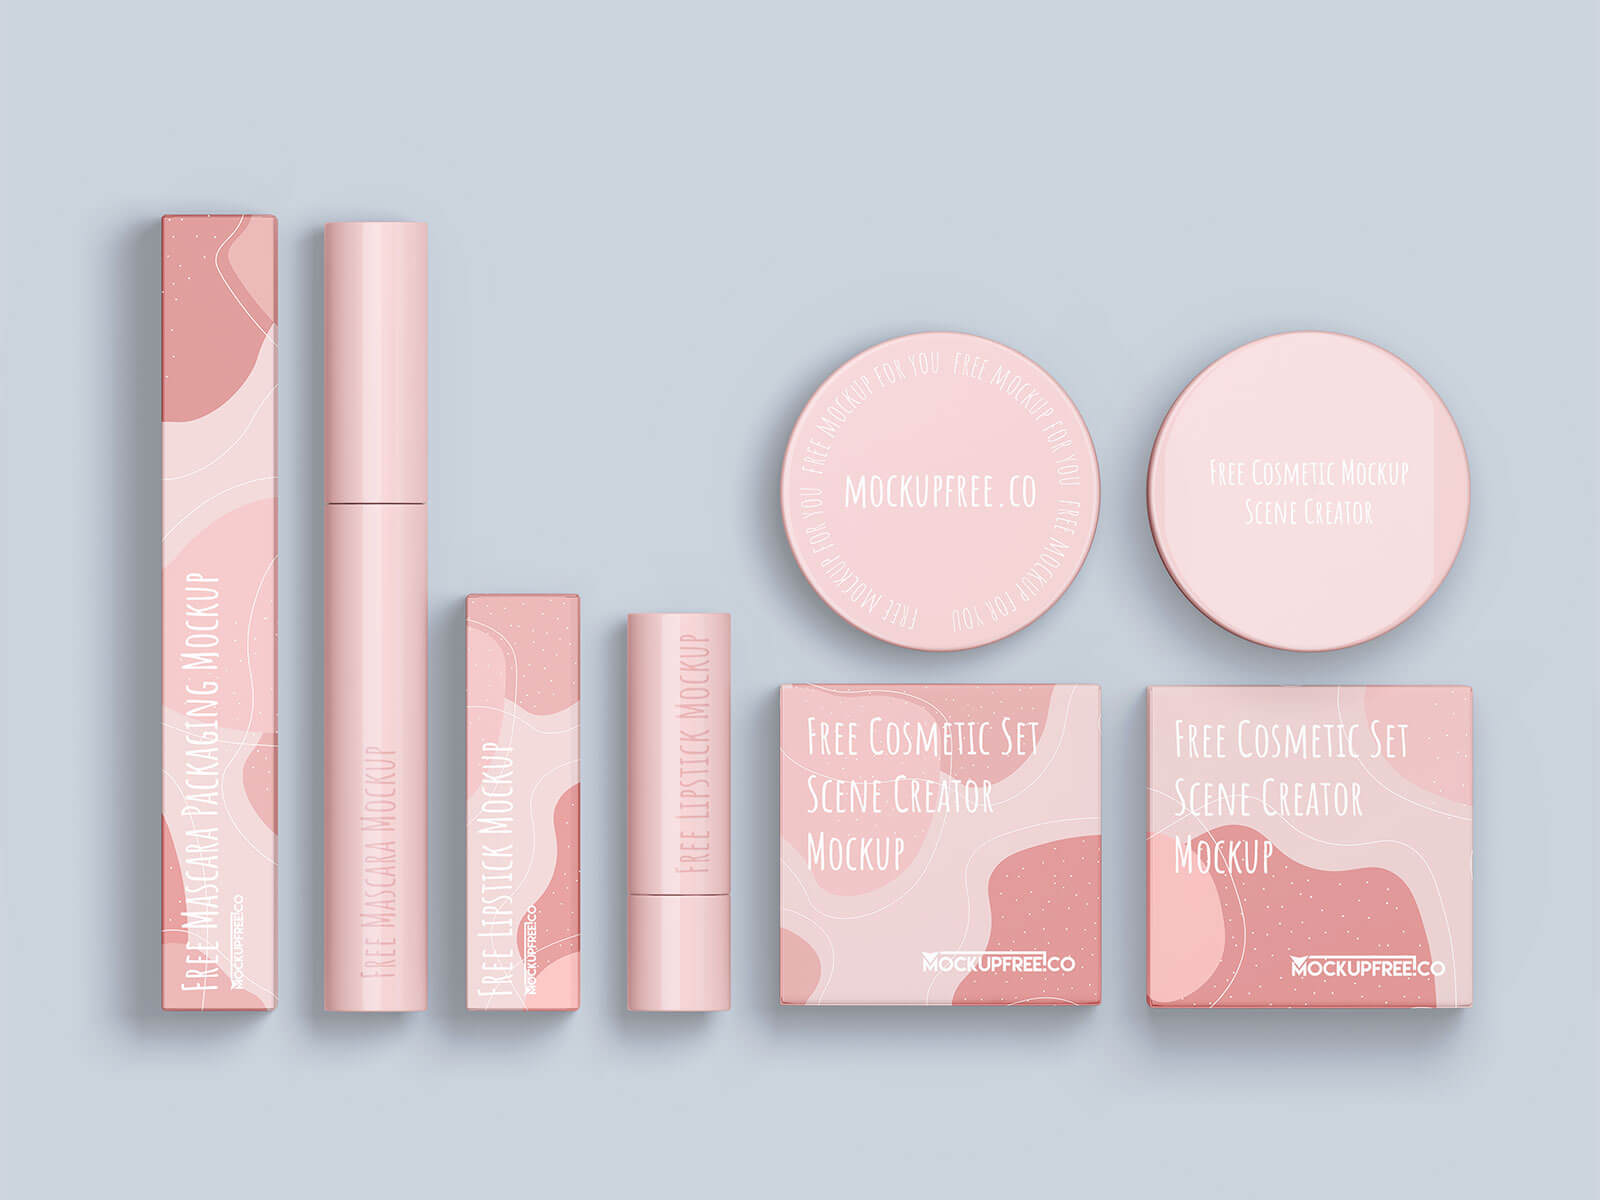 Free Mascara Packaging Mockup
MOCKUPFREE.CO
Free Mascara Mockup
Free Lipstick Mockup
MOCKUPFREE.CO
Free Lipstick Mockup
FREE MOCKUP FOR YOU FREE MOCKUP FOR YOU FREE MOCKUP FOR YOU FREE MOCKUP FOR YOU
MOCKUPFREE.CO
Free Cosmetic Mockup
Scene Creator
Free Cosmetic Set
Scene Creator
Mockup
MOCKUPFREE.CO
Free Cosmetic Set
Scene Creator
Mockup
MOCKUPFREE.CO